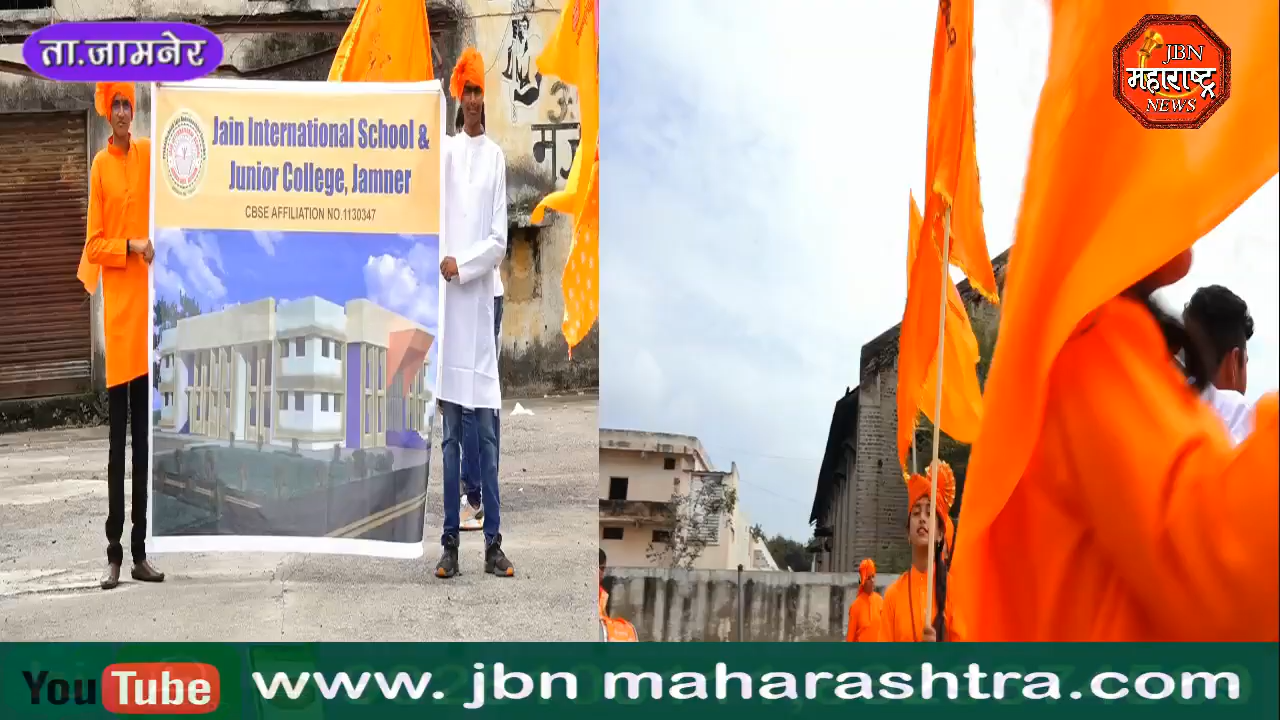 ता.जामनेर
Jain International School &
Junior College, Jamner
CBSE AFFILIATION NO.1130347
JBN
महाराष्ट्र
NEWS
YouTube
www. jbn maharashtra.com